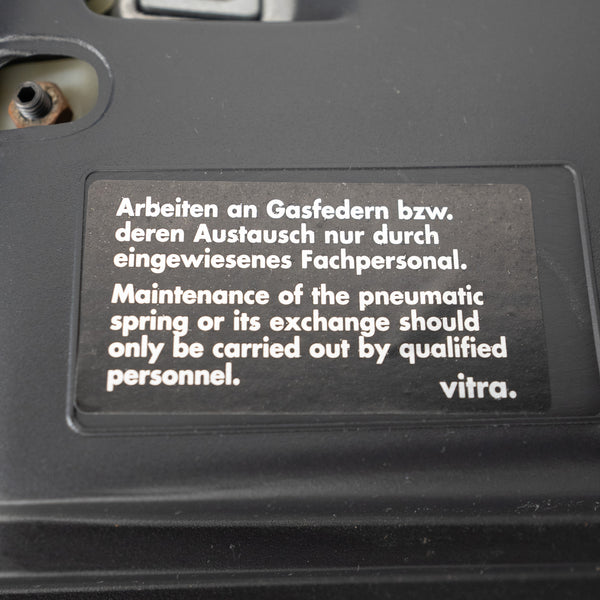 Arbeiten an Gasfedern bzw.
deren Austausch nur durch
eingewiesenes Fachpersonal.
Maintenance of the pneumatic
spring or its exchange should
only be carried out by qualified
personnel.
vitra.